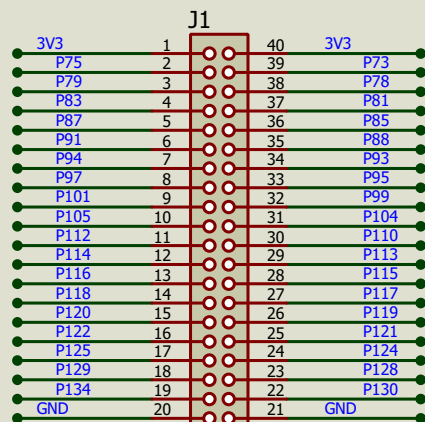 J1
3V3 1 40 3V3
P75 2 39 P73
P79 3 38 P78
P83 4 37 P81
P87 5 36 P85
P91 6 35 P88
P94 7 34 P93
P97 8 33 P95
P101 9 32 P99
P105 10 31 P104
P112 11 30 P110
P114 12 29 P113
P116 13 28 P115
P118 14 27 P117
P120 15 26 P119
P122 16 25 P121
P125 17 24 P124
P129 18 23 P128
P134 19 22 P130
GND 20 21 GND